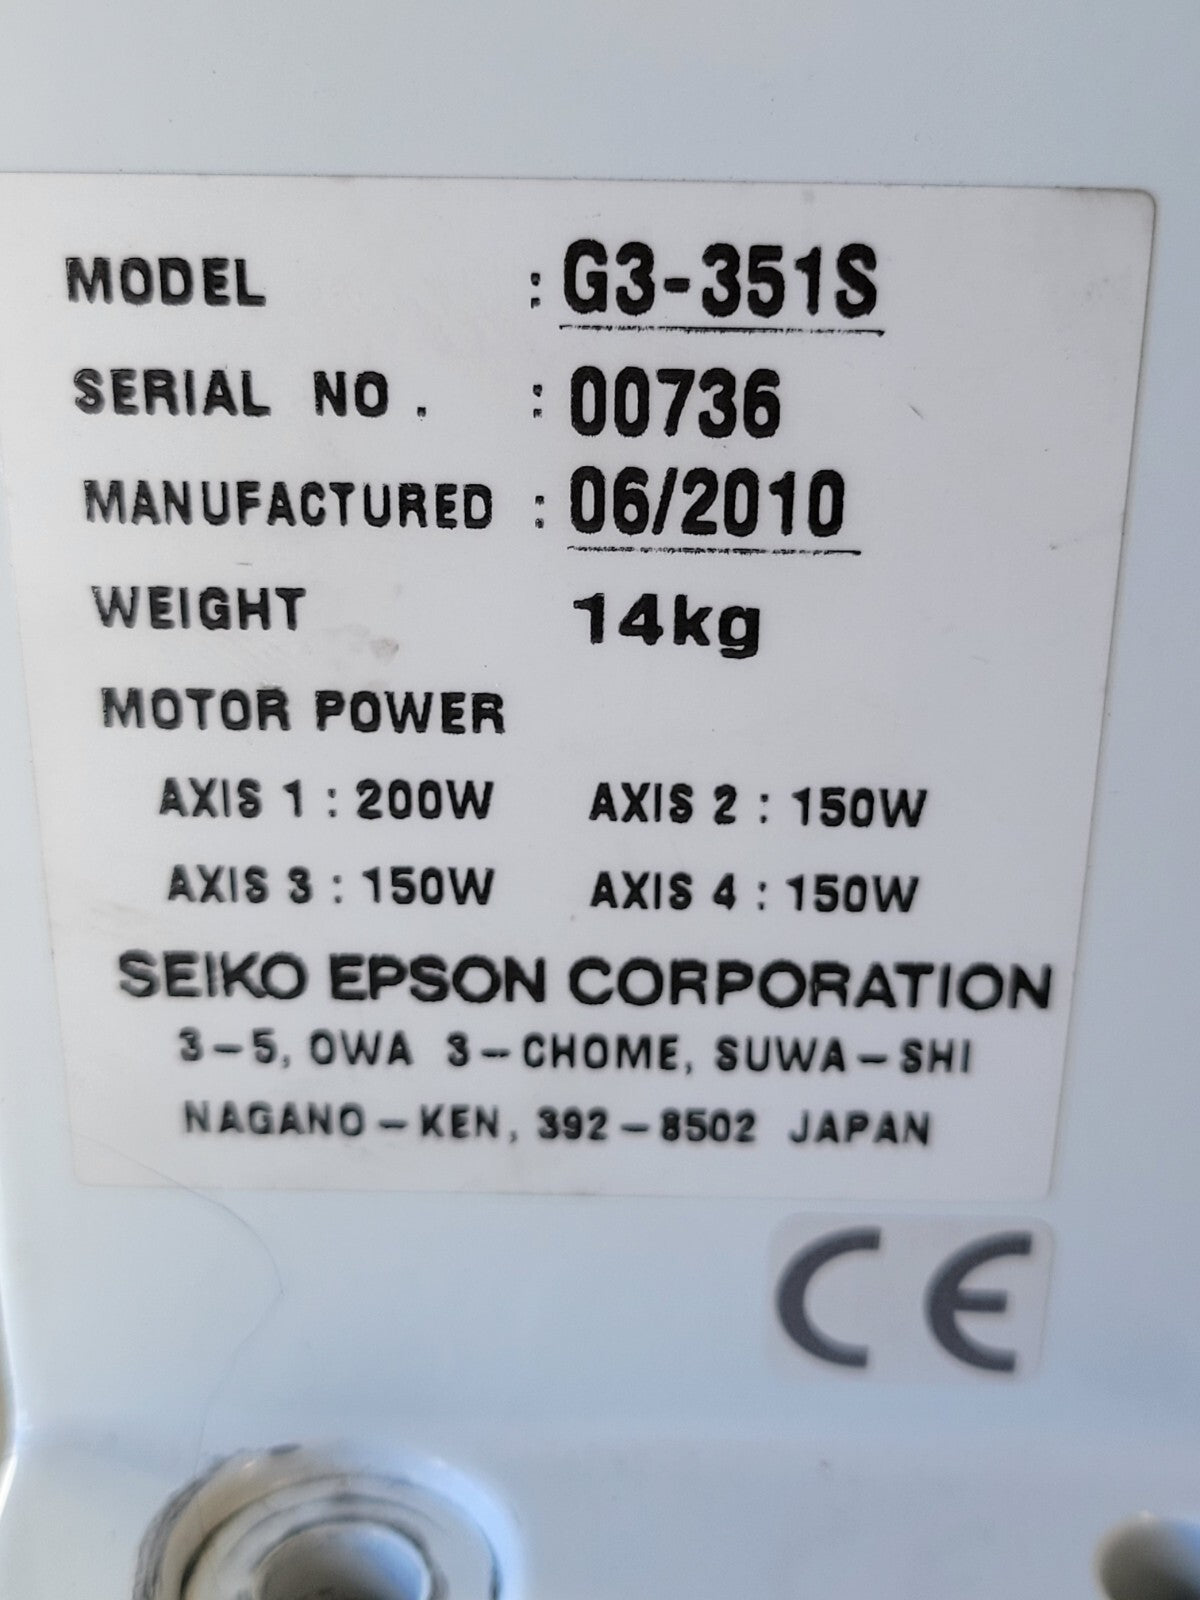 MODEL : G3-351S
SERIAL NO. : 00736
MANUFACTURED : 06/2010
WEIGHT 14kg
MOTOR POWER
AXIS 1 : 200W AXIS 2 : 150W
AXIS 3 : 150W AXIS 4 : 150W
SEIKO EPSON CORPORATION
3-5, OWA 3-CHOME, SUWA-SHI
NAGANO-KEN, 392-8502 JAPAN
CE